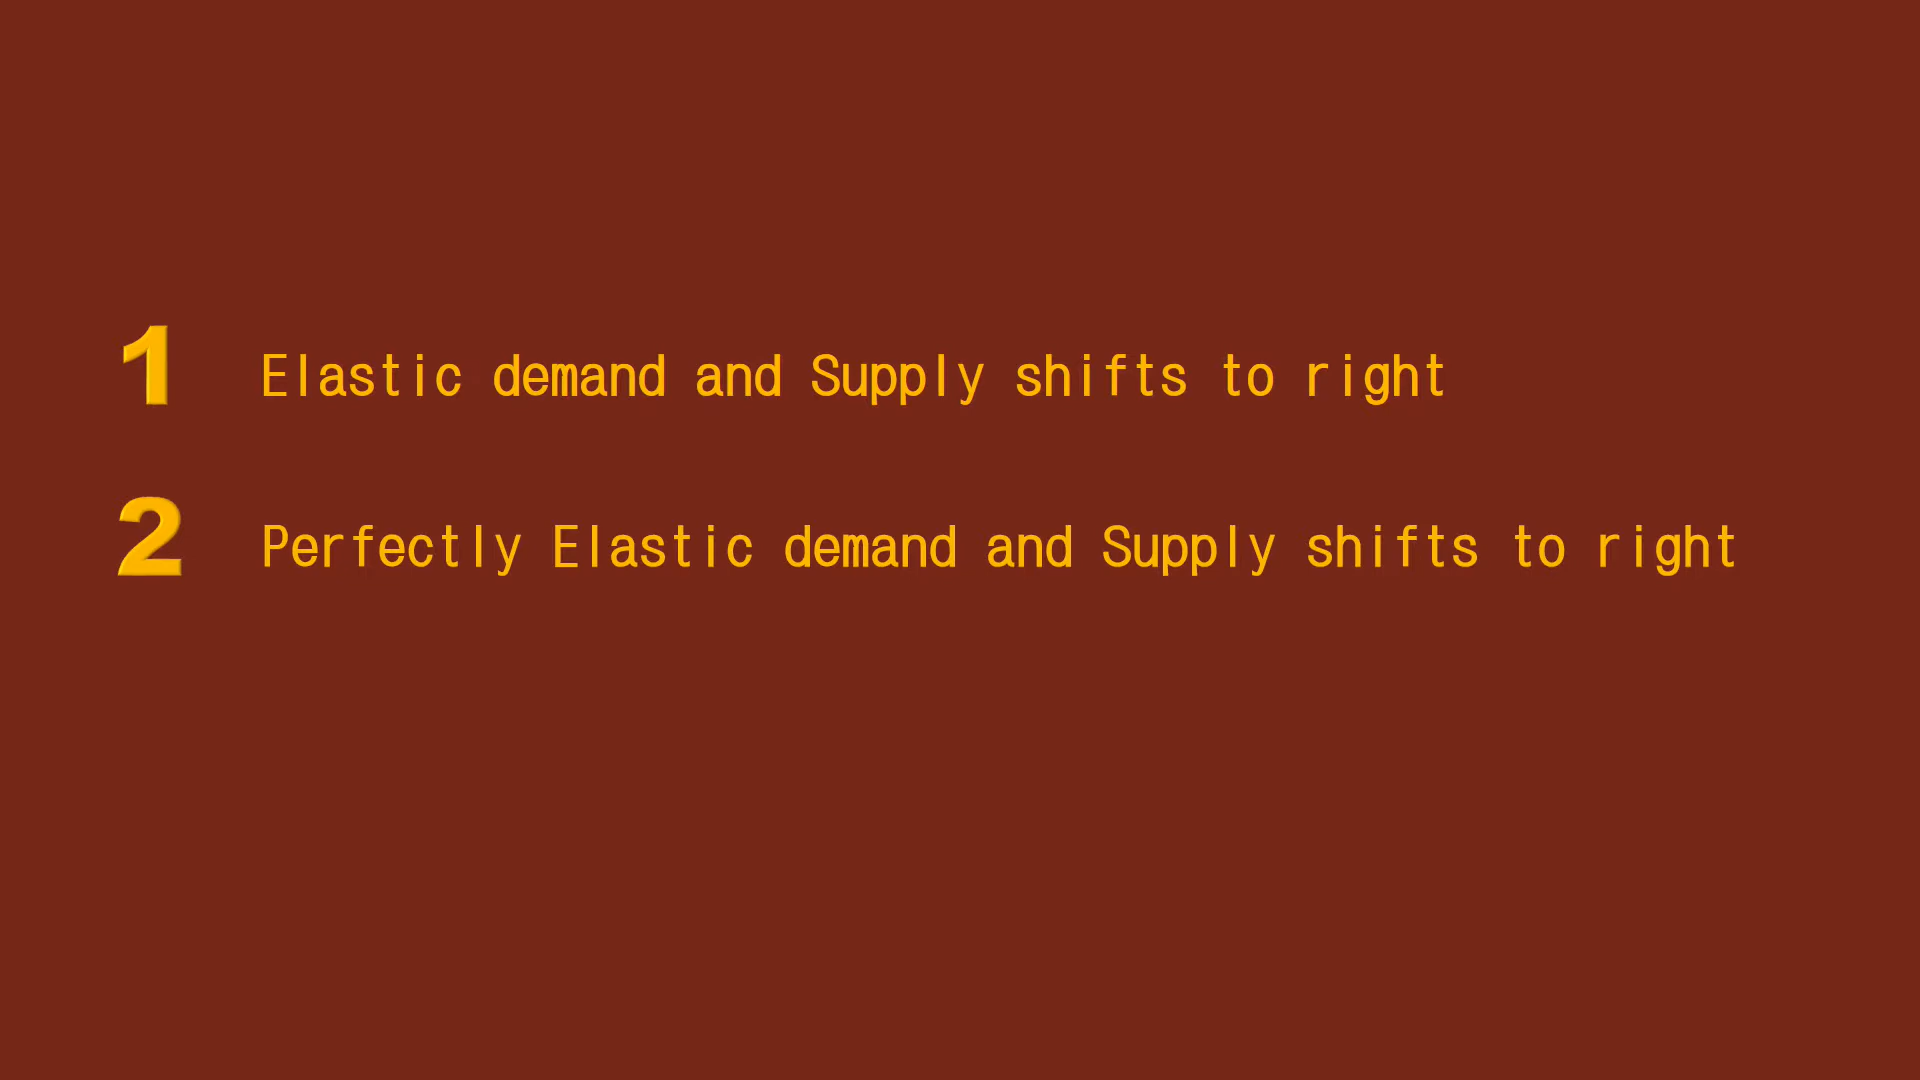 1 Elastic demand and Supply shifts to right
2 Perfectly Elastic demand and Supply shifts to right